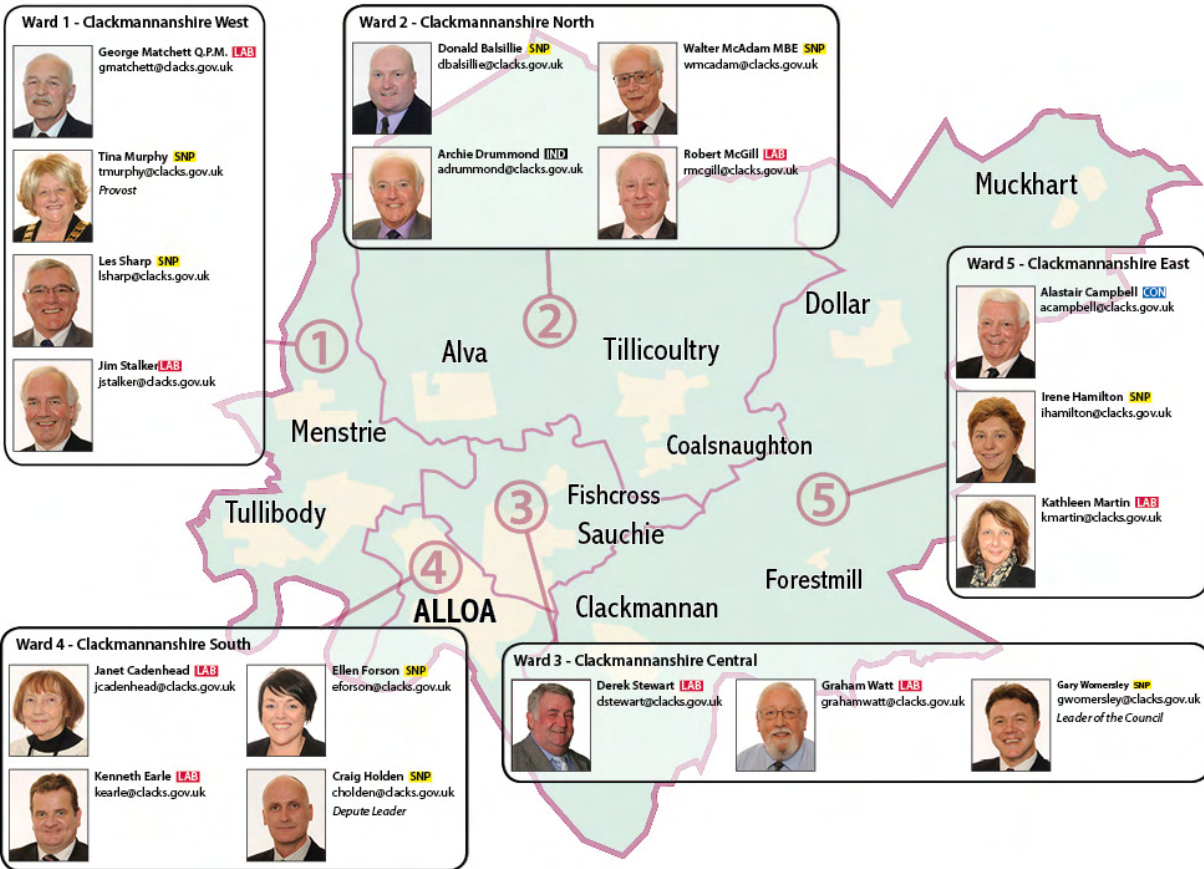 Ward 1 - Clackmannanshire West
George Matchett Q.P.M. LAB
gmatchett@clacks.gov.uk
Tina Murphy SNP
tmurphy@clacks.gov.uk
Provost
Les Sharp SNP
lsharp@clacks.gov.uk
Jim Stalker LAB
jstalker@clacks.gov.uk
Ward 2 - Clackmannanshire North
Donald Balsillie SNP
dbalsillie@clacks.gov.uk
Walter McAdam MBE SNP
wmcadam@clacks.gov.uk
Archie Drummond IND
adrummond@clacks.gov.uk
Robert McGill LAB
rmcgill@clacks.gov.uk
Muckhart
Ward 5 - Clackmannanshire East
Alastair Campbell CON
acampbell@clacks.gov.uk
Irene Hamilton SNP
ihamilton@clacks.gov.uk
Kathleen Martin LAB
kmartin@clacks.gov.uk
Dollar
2
1
Alva
Tillicoultry
Menstrie
Coalsnaughton
Fishcross
5
3
Tullibody
Sauchie
4
Forestmill
ALLOA
Clackmannan
Ward 4 - Clackmannanshire South
Janet Cadenhead LAB
jcadenhead@clacks.gov.uk
Ellen Forson SNP
eforson@clacks.gov.uk
Kenneth Earle LAB
kearle@clacks.gov.uk
Craig Holden SNP
cholden@clacks.gov.uk
Depute Leader
Ward 3 - Clackmannanshire Central
Derek Stewart LAB
dstewart@clacks.gov.uk
Graham Watt LAB
grahamwatt@clacks.gov.uk
Gary Womersley SNP
gwomersley@clacks.gov.uk
Leader of the Council